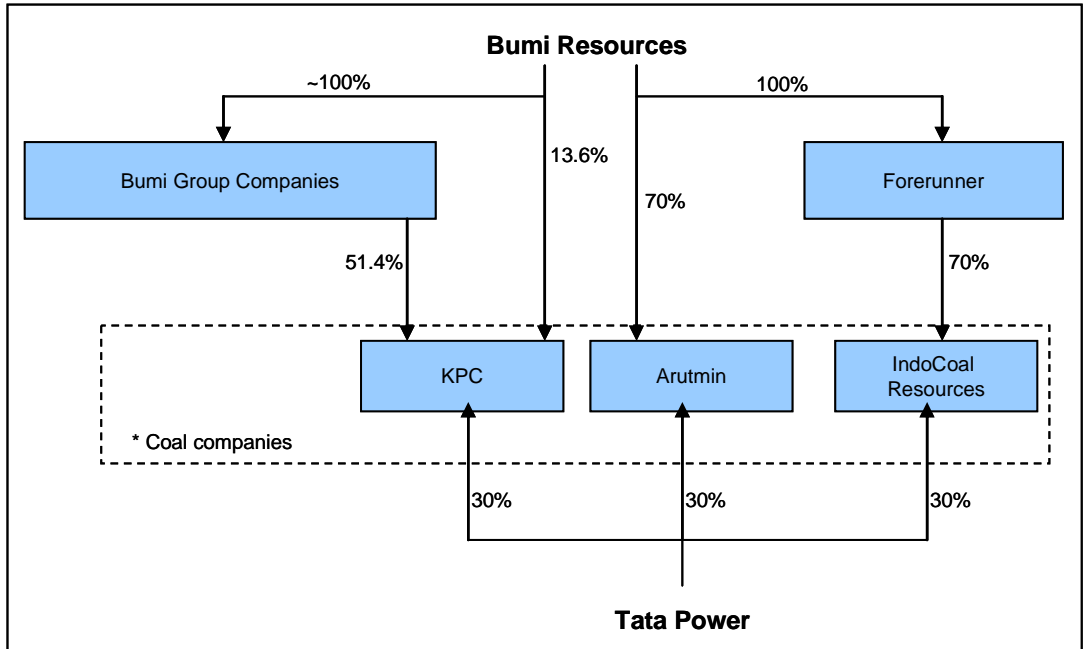 Bumi Resources
~100%
100%
13.6%
70%
Bumi Group Companies
Forerunner
51.4%
70%
KPC
Arutmin
IndoCoal
Resources
* Coal companies
30%
30%
30%
Tata Power